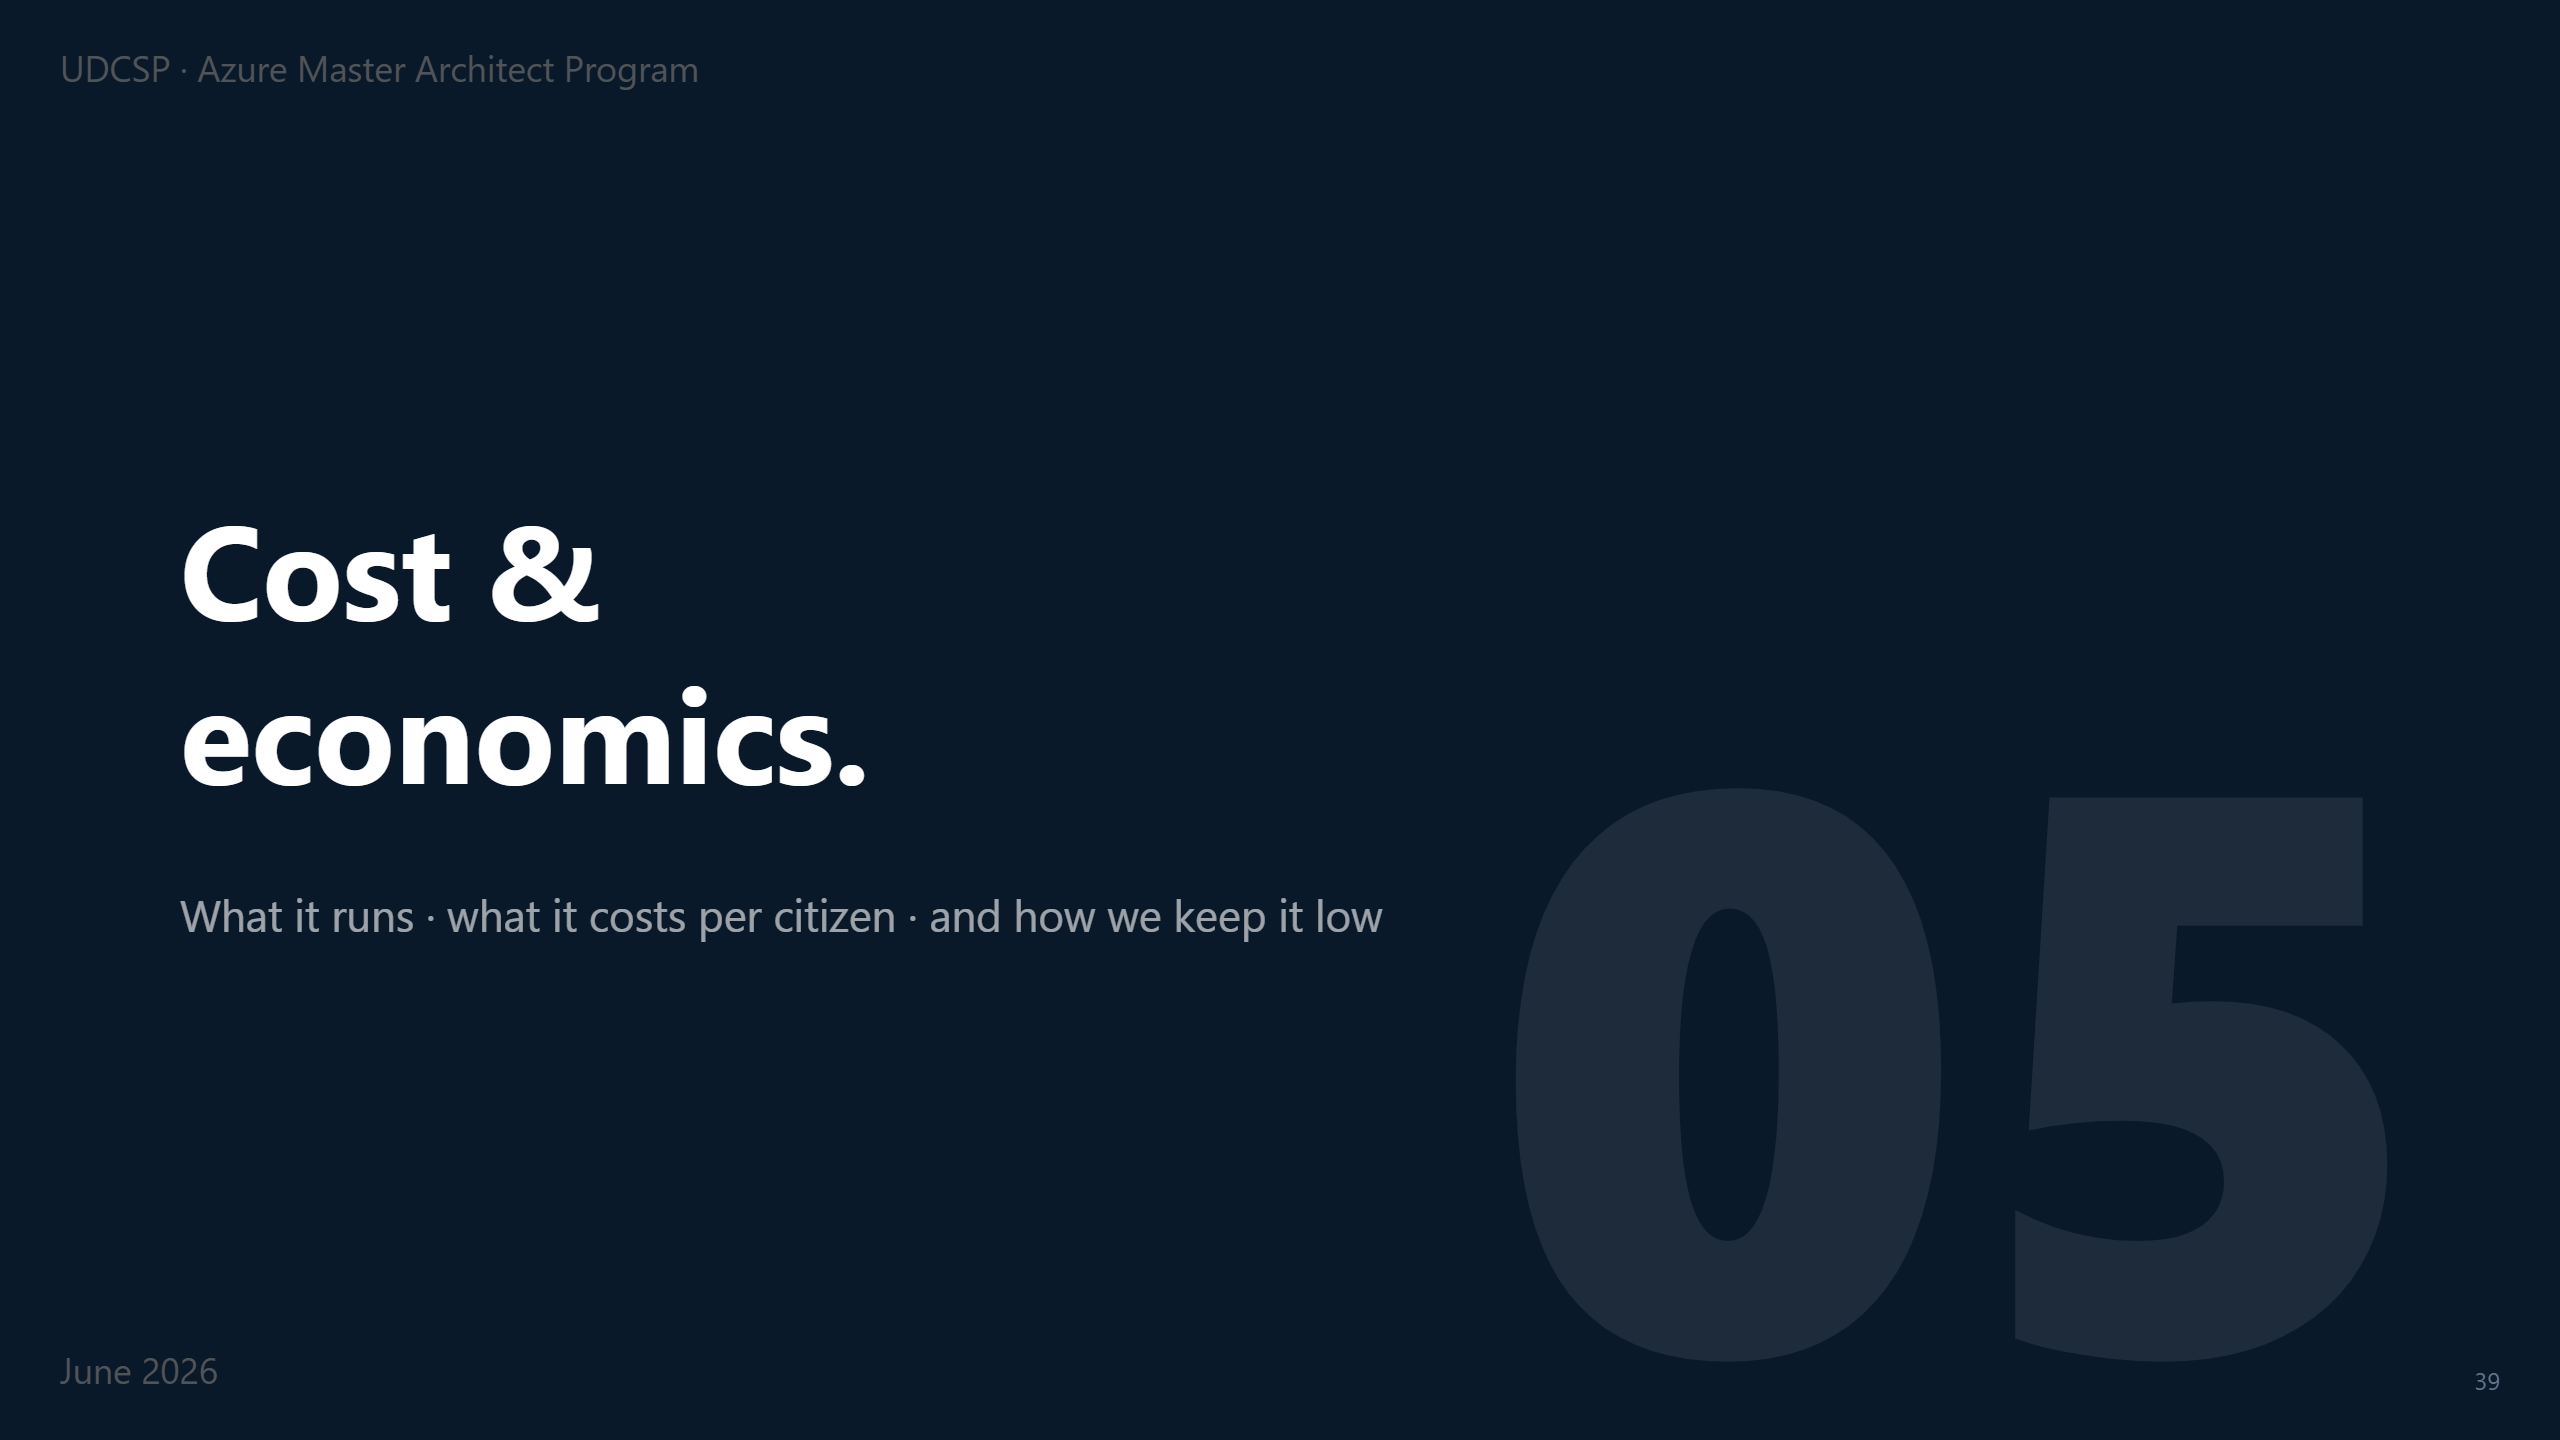 UDCSP · Azure Master Architect Program
Cost &
economics.
What it runs · what it costs per citizen · and how we keep it low
05
June 2026
39